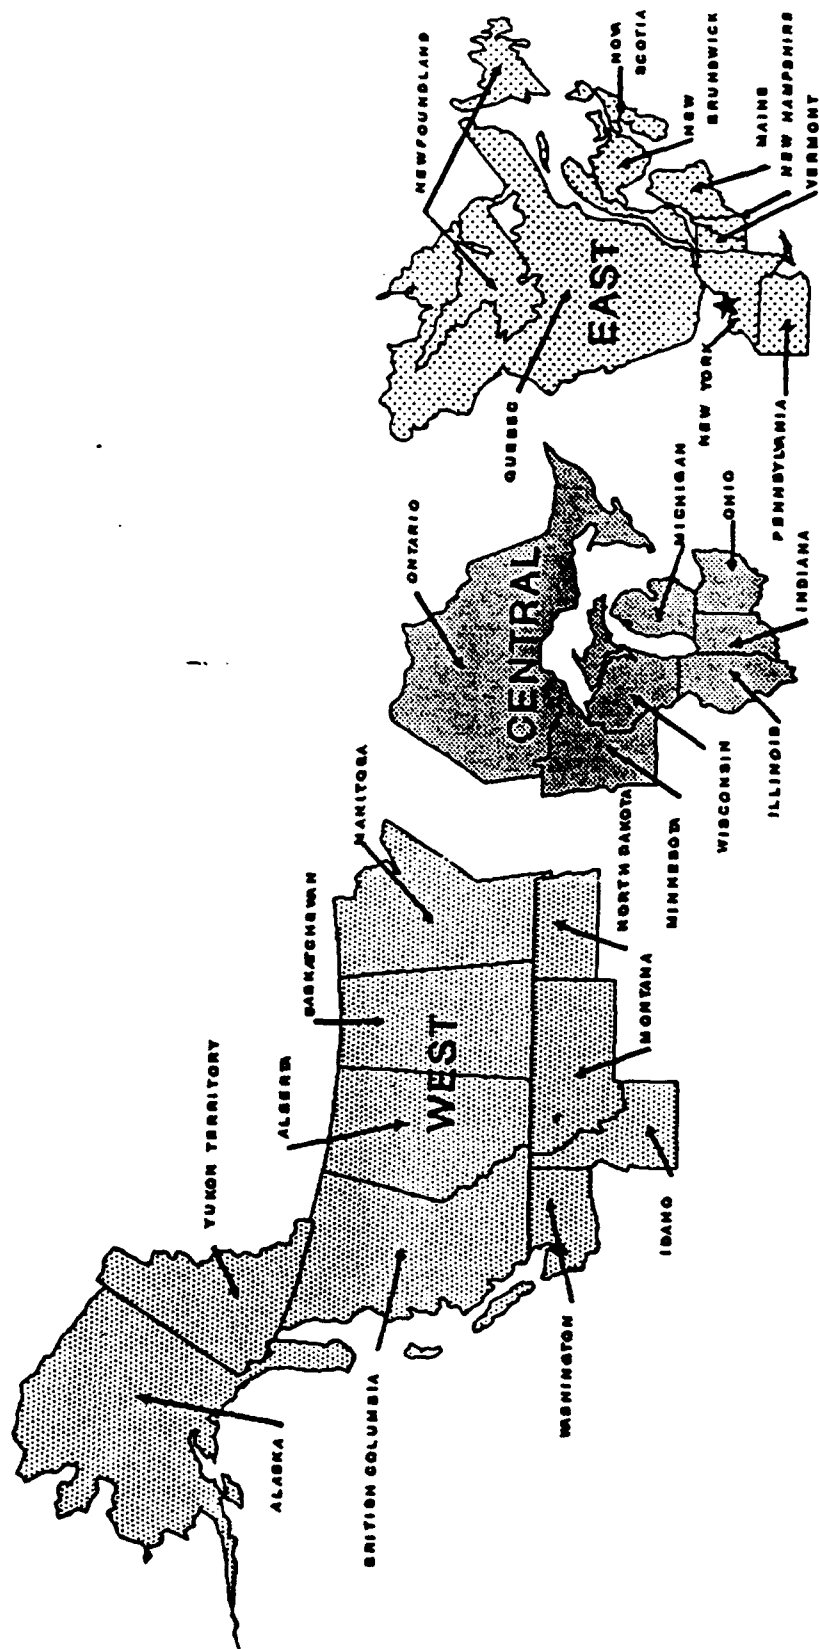 ALASKA
YUKON TERRITORY
BRITISH COLUMBIA
ALBERTA
SASKATCHEWAN
MANITOBA
WEST
WASHINGTON
IDAHO
MONTANA
NORTH DAKOTA
ONTARIO
CENTRAL
MINNESOTA
WISCONSIN
ILLINOIS
INDIANA
OHIO
MICHIGAN
NEWFOUNDLAND
QUEBEC
EAST
NEW YORK
PENNSYLVANIA
NOVA
SCOTIA
NEW
BRUNSWICK
MAINE
NEW HAMPSHIRE
VERMONT